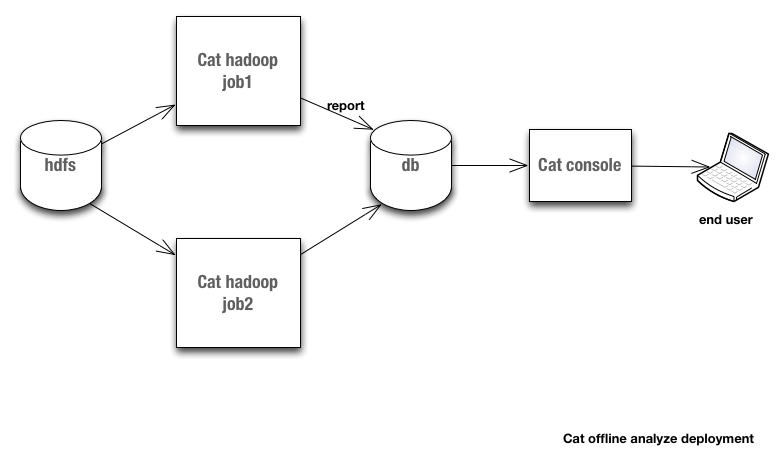 Cat hadoop
job1
report
hdfs
db
Cat console
end user
Cat hadoop
job2
Cat offline analyze deployment